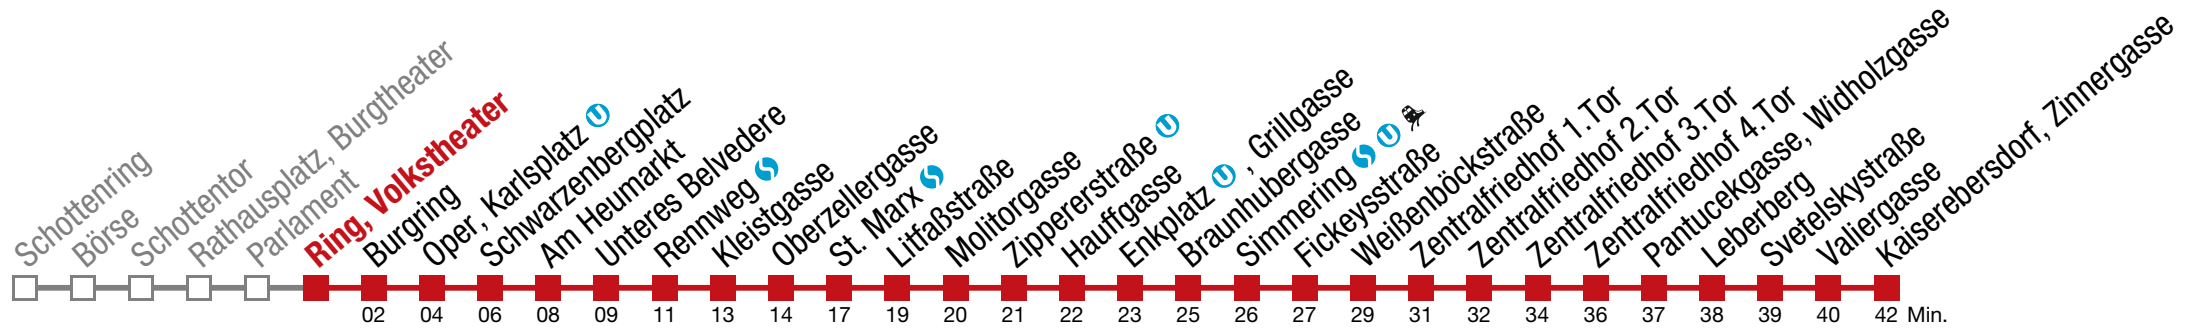 Schottenring
Börse
Schottentor
Rathausplatz, Burgtheater
Parlament
Ring, Volkstheater
Burgring
Oper, Karlsplatz U
Schwarzenbergplatz
Am Heumarkt
Unteres Belvedere
Rennweg S
Kleistgasse
Oberzellergasse
St. Marx S
Litfaßstraße
Molitorgasse
Zippererstraße U
Hauffgasse
Enkplatz U , Grillgasse
Braunhubergasse
Simmering S U
Fickeysstraße
Weißenböckstraße
Zentralfriedhof 1.Tor
Zentralfriedhof 2.Tor
Zentralfriedhof 3.Tor
Zentralfriedhof 4.Tor
Pantucekgasse, Widholzgasse
Leberberg
Svetelskystraße
Valiergasse
Kaiserebersdorf, Zinnergasse
02 04 06 08 09 11 13 14 17 19 20 21 22 23 25 26 27 29 31 32 34 36 37 38 39 40 42 Min.